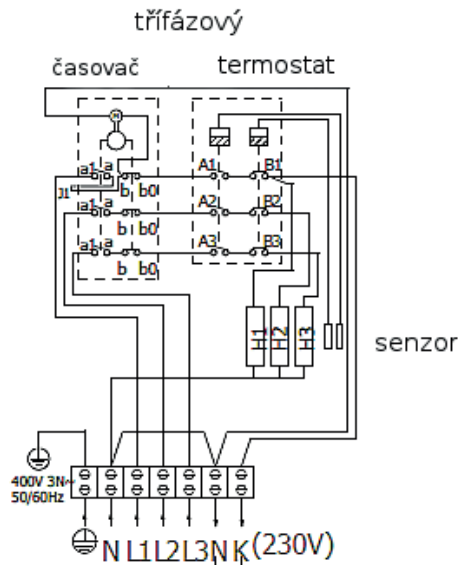 třífázový
časovač
termostat
M
a1 a A1 B1
J1 b b0
a1 a A2 B2
b b0
a1 a A3 B3
b b0
H1 H2 H3
senzor
400V 3N~
50/60Hz
N L1 L2 L3 N K (230V)